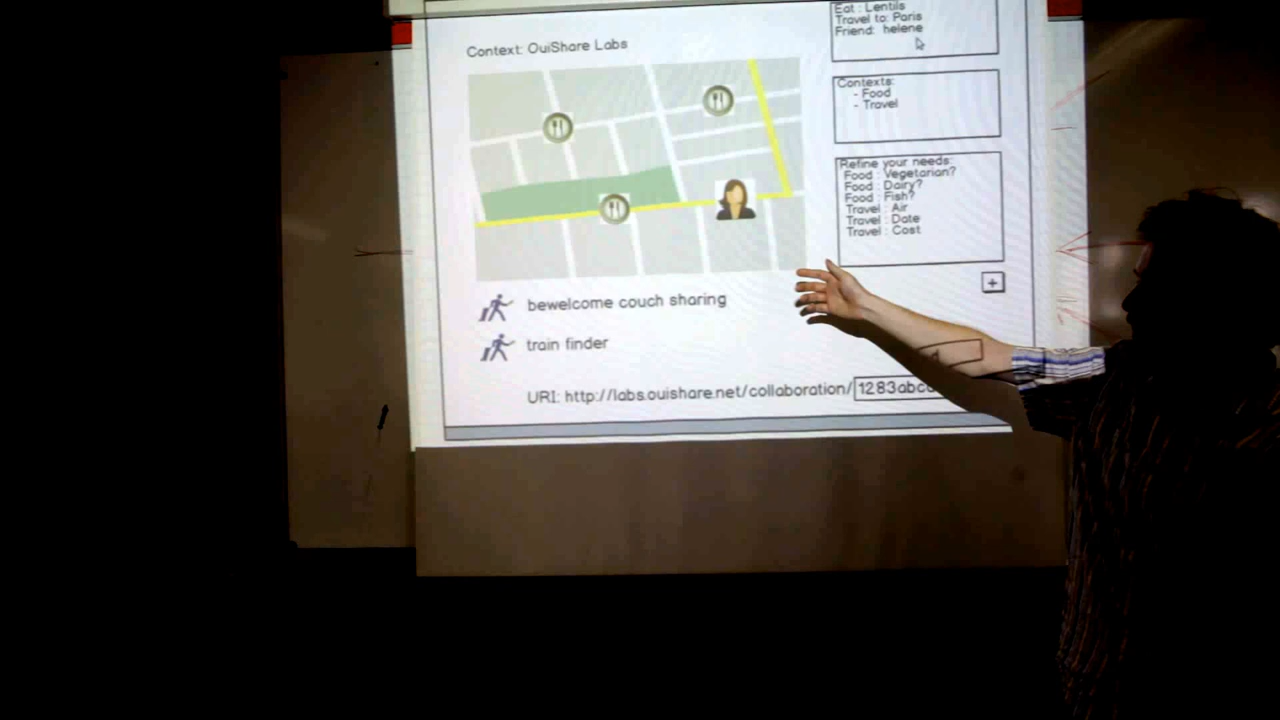 Context: OuiShare Labs
Eat : Lentils
Travel to: Paris
Friend: helene
Contexts:
- Food
- Travel
Refine your needs:
Food : Vegetarian?
Food : Dairy?
Food : Fish?
Travel : Air
Travel : Date
Travel : Cost
+
bewelcome couch sharing
train finder
URI: http://labs.ouishare.net/collaboration/ 1283abc